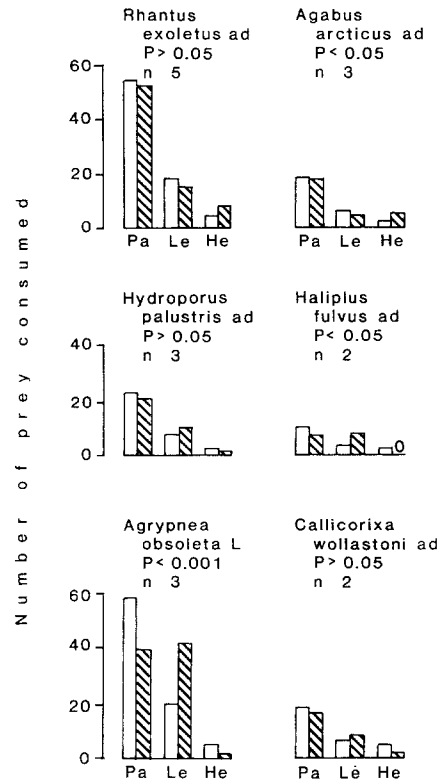 Number of prey consumed
Rhantus
exoletus ad
P > 0.05
n 5
60
40
20
0
Pa Le He
Agabus
arcticus ad
P < 0.05
n 3
Pa Le He
Hydroporus
palustris ad
P > 0.05
n 3
40
20
0
Haliplus
fulvus ad
P < 0.05
n 2
0
Agrypnea
obsoleta L
P < 0.001
n 3
60
40
20
0
Pa Le He
Callicorixa
wollastoni ad
P > 0.05
n 2
Pa Le He